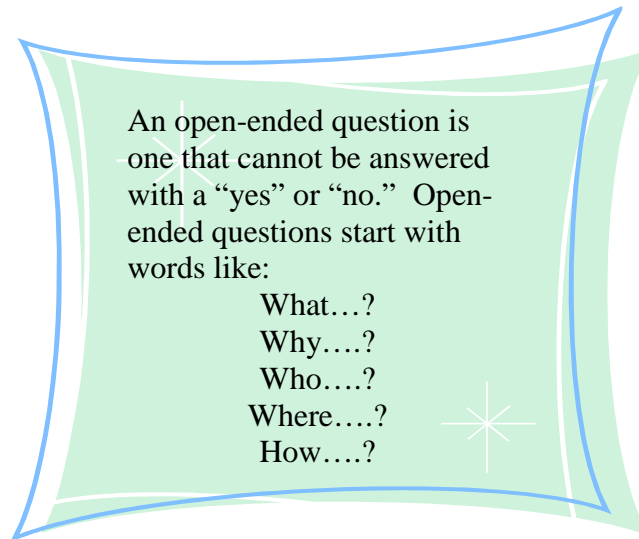 An open-ended question is
one that cannot be answered
with a “yes” or “no.”  Open-
ended questions start with
words like:
What…?
Why….?
Who….?
Where….?
How….?